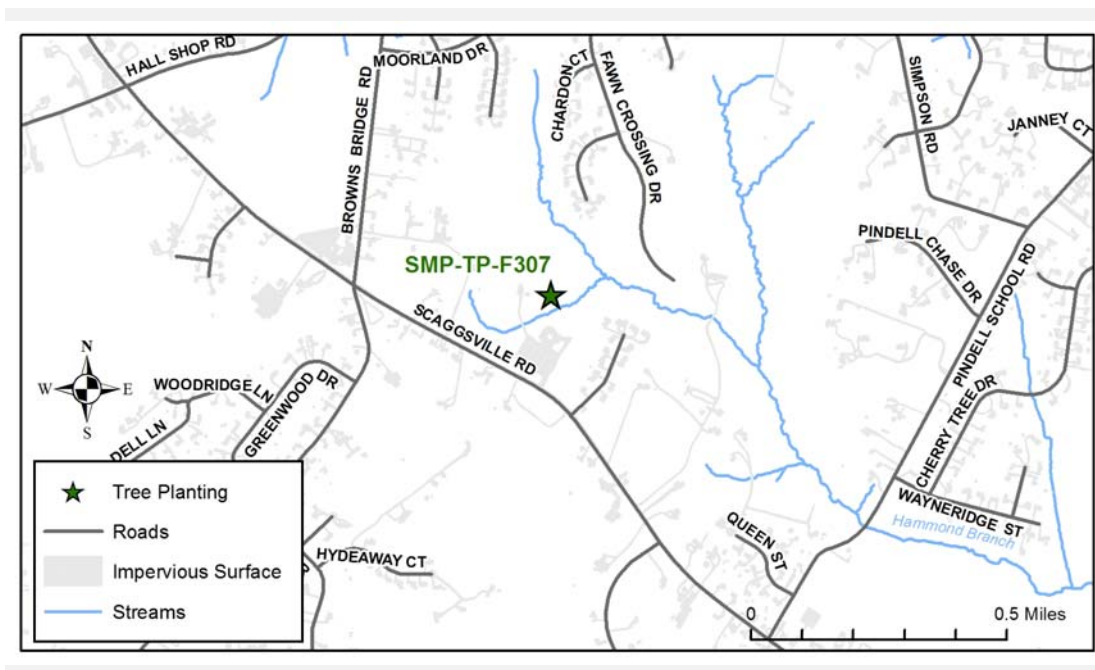 HALL SHOP RD
MOORLAND DR
BROWNS BRIDGE RD
CHARDON CT
FAWN CROSSING DR
SIMPSON RD
JANNEY CT
PINDELL CHASE DR
PINDELL SCHOOL RD
SMP-TP-F307
SCAGGSVILLE RD
N
W E
S
WOODRIDGE LN
GREENWOOD DR
DELL LN
CHERRY TREE DR
WAYNERIDGE ST
Hammond Branch
QUEEN ST
HYDEAWAY CT
Tree Planting
Roads
Impervious Surface
Streams
0 0.5 Miles